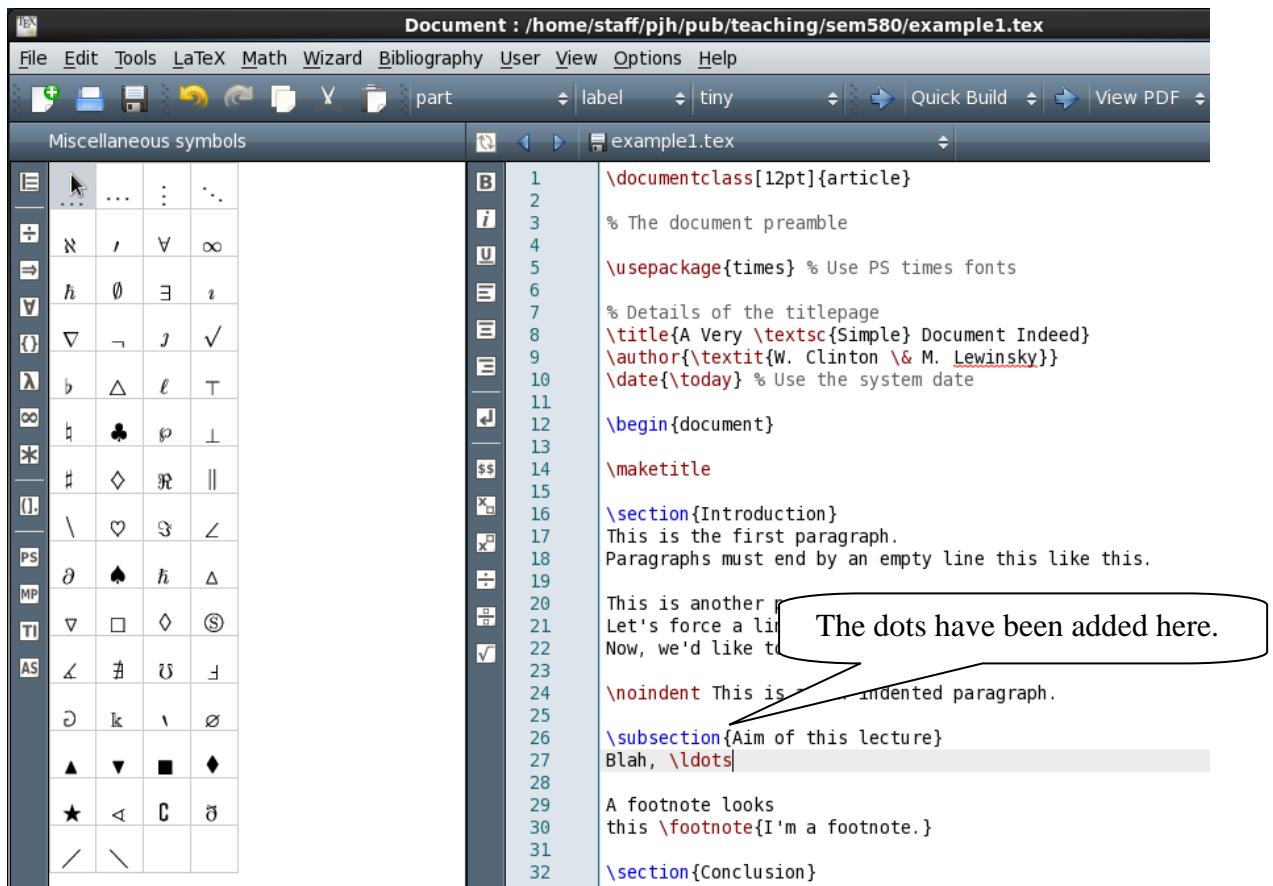 Document : /home/staff/pjh/pub/teaching/sem580/example1.tex
File Edit Tools LaTeX Math Wizard Bibliography User View Options Help
part label tiny Quick Build View PDF
Miscellaneous symbols
example1.tex
1 \documentclass[12pt]{article}
2
3 % The document preamble
4
5 \usepackage{times} % Use PS times fonts
6
7 % Details of the titlepage
8 \title{A Very \textsc{Simple} Document Indeed}
9 \author{\textit{W. Clinton \& M. Lewinsky}}
10 \date{\today} % Use the system date
11
12 \begin{document}
13
14 \maketitle
15
16 \section{Introduction}
17 This is the first paragraph.
18 Paragraphs must end by an empty line this like this.
19
20 This is another
21 Let's force a
22 Now, we'd like
The dots have been added here.
23
24 \noindent This is indented paragraph.
25
26 \subsection{Aim of this lecture}
27 Blah, \ldots
28
29 A footnote looks
30 this \footnote{I'm a footnote.}
31
32 \section{Conclusion}
PS
MP
TI
AS